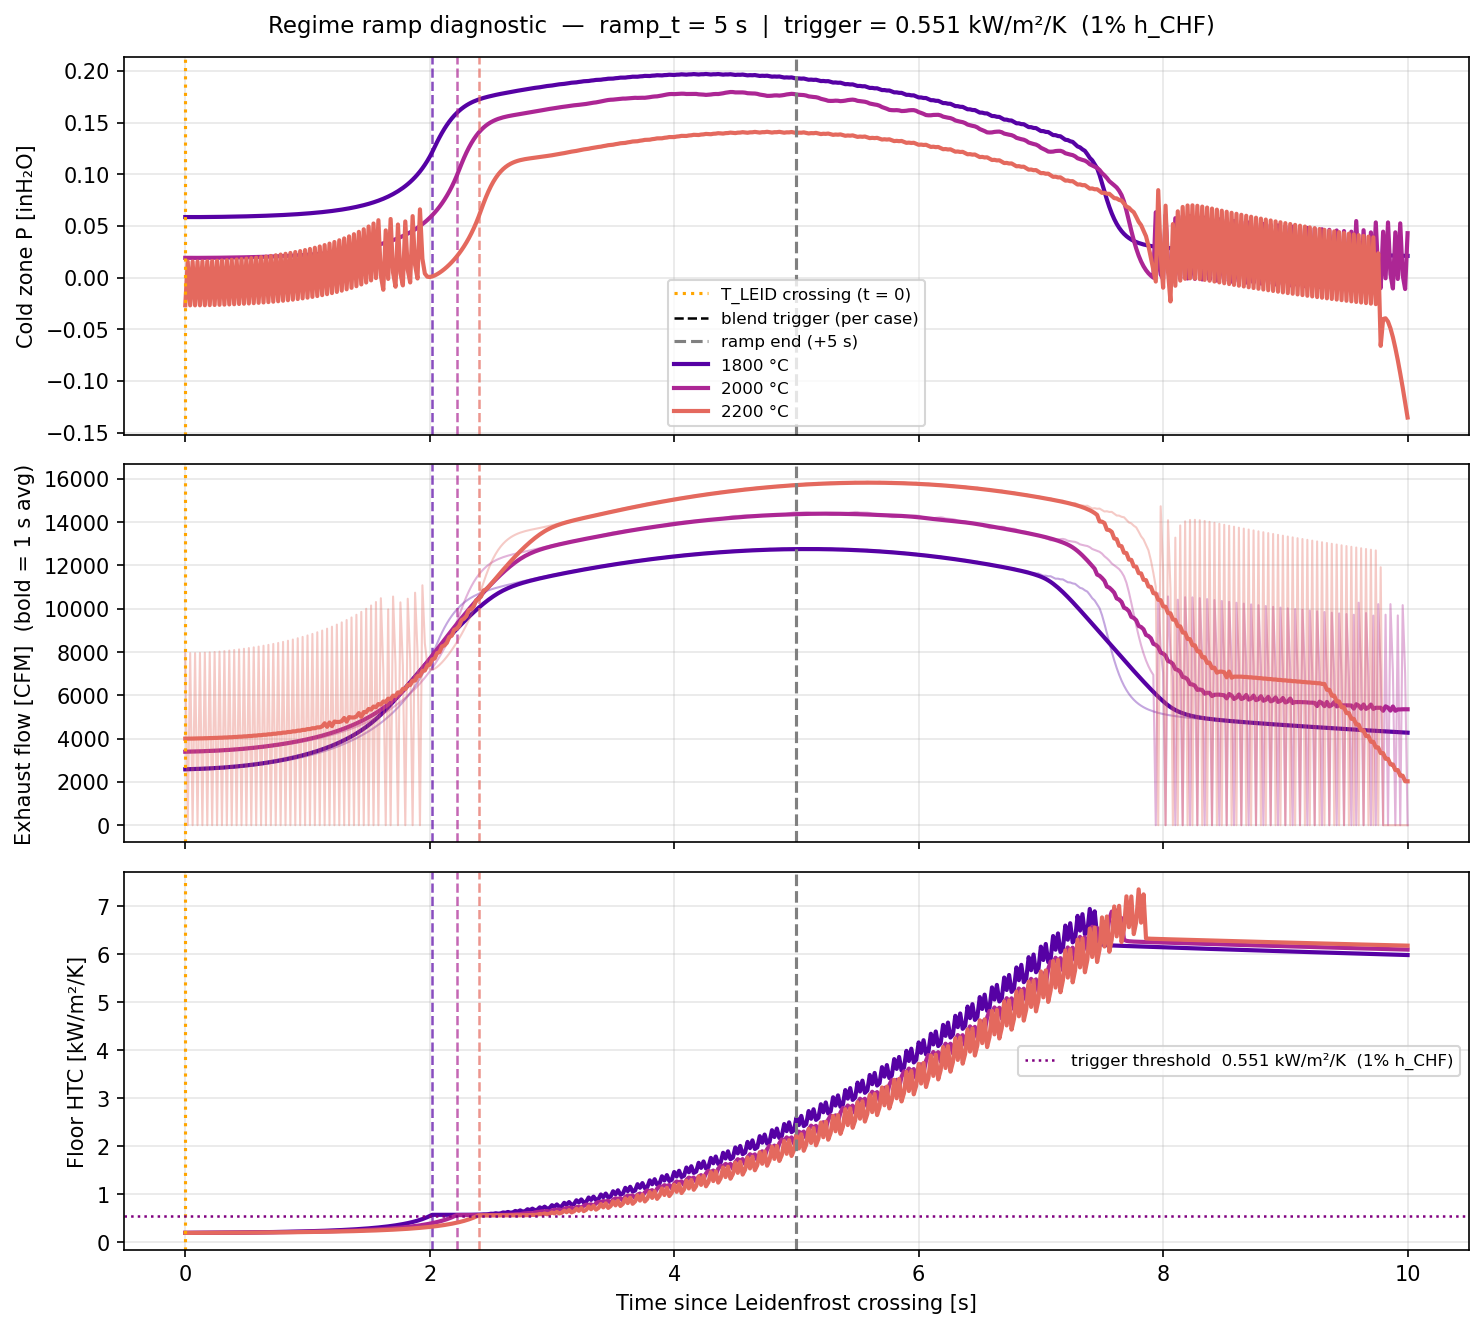 Regime ramp diagnostic — ramp_t = 5 s | trigger = 0.551 kW/m²/K (1% h_CHF)
Cold zone P [inH₂O]
0.20
0.15
0.10
0.05
0.00
−0.05
−0.10
−0.15
T_LEID crossing (t = 0)
blend trigger (per case)
ramp end (+5 s)
1800 °C
2000 °C
2200 °C
Exhaust flow [CFM] (bold = 1 s avg)
16000
14000
12000
10000
8000
6000
4000
2000
0
Floor HTC [kW/m²/K]
7
6
5
4
3
2
1
0
trigger threshold 0.551 kW/m²/K (1% h_CHF)
0 2 4 6 8 10
Time since Leidenfrost crossing [s]